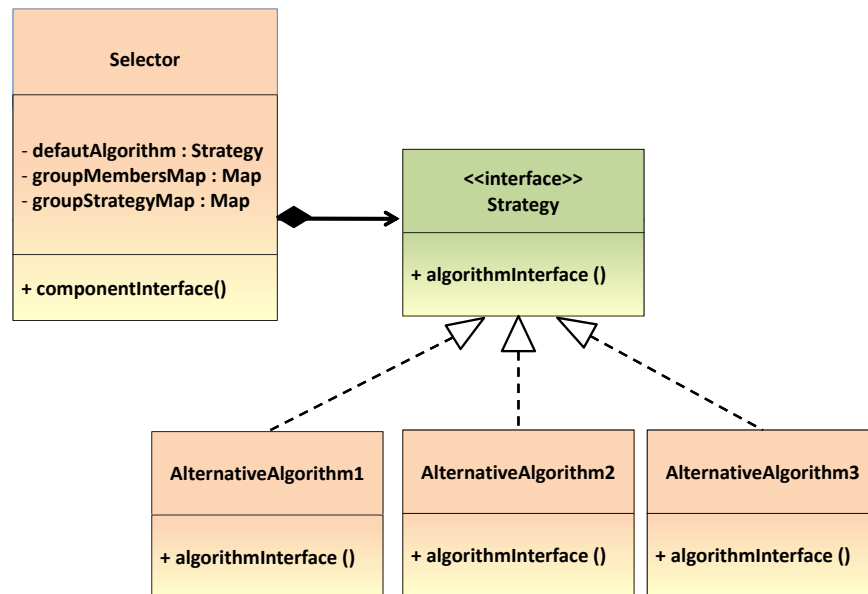 Selector
- defautAlgorithm : Strategy
- groupMembersMap : Map
- groupStrategyMap : Map
+ componentInterface()
<<interface>>
Strategy
+ algorithmInterface ()
AlternativeAlgorithm1
+ algorithmInterface ()
AlternativeAlgorithm2
+ algorithmInterface ()
AlternativeAlgorithm3
+ algorithmInterface ()